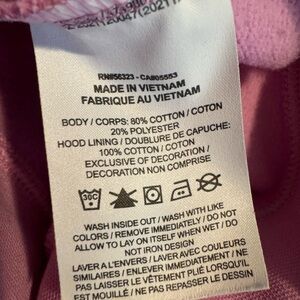 RN#56323 - CA#05553
MADE IN VIETNAM
FABRIQUE AU VIETNAM
BODY / CORPS: 80% COTTON / COTON
20% POLYESTER
HOOD LINING / DOUBLURE DE CAPUCHE:
100% COTTON / COTON
EXCLUSIVE OF DECORATION /
DECORATION NON COMPRISE
30C
WASH INSIDE OUT / WASH WITH LIKE
COLORS / REMOVE IMMEDIATELY / DO NOT
ALLOW TO LAY ON ITSELF WHEN WET / DO
NOT IRON DESIGN
LAVER A L'ENVERS / LAVER AVEC COULEURS
SIMILAIRES / ENLEVER IMMEDIATEMENT / NE
PAS LAISSER LE VÊTEMENT PLIÉ LORSQU'IL
EST MOUILLÉ / NE PAS REPASSER LE DESSIN